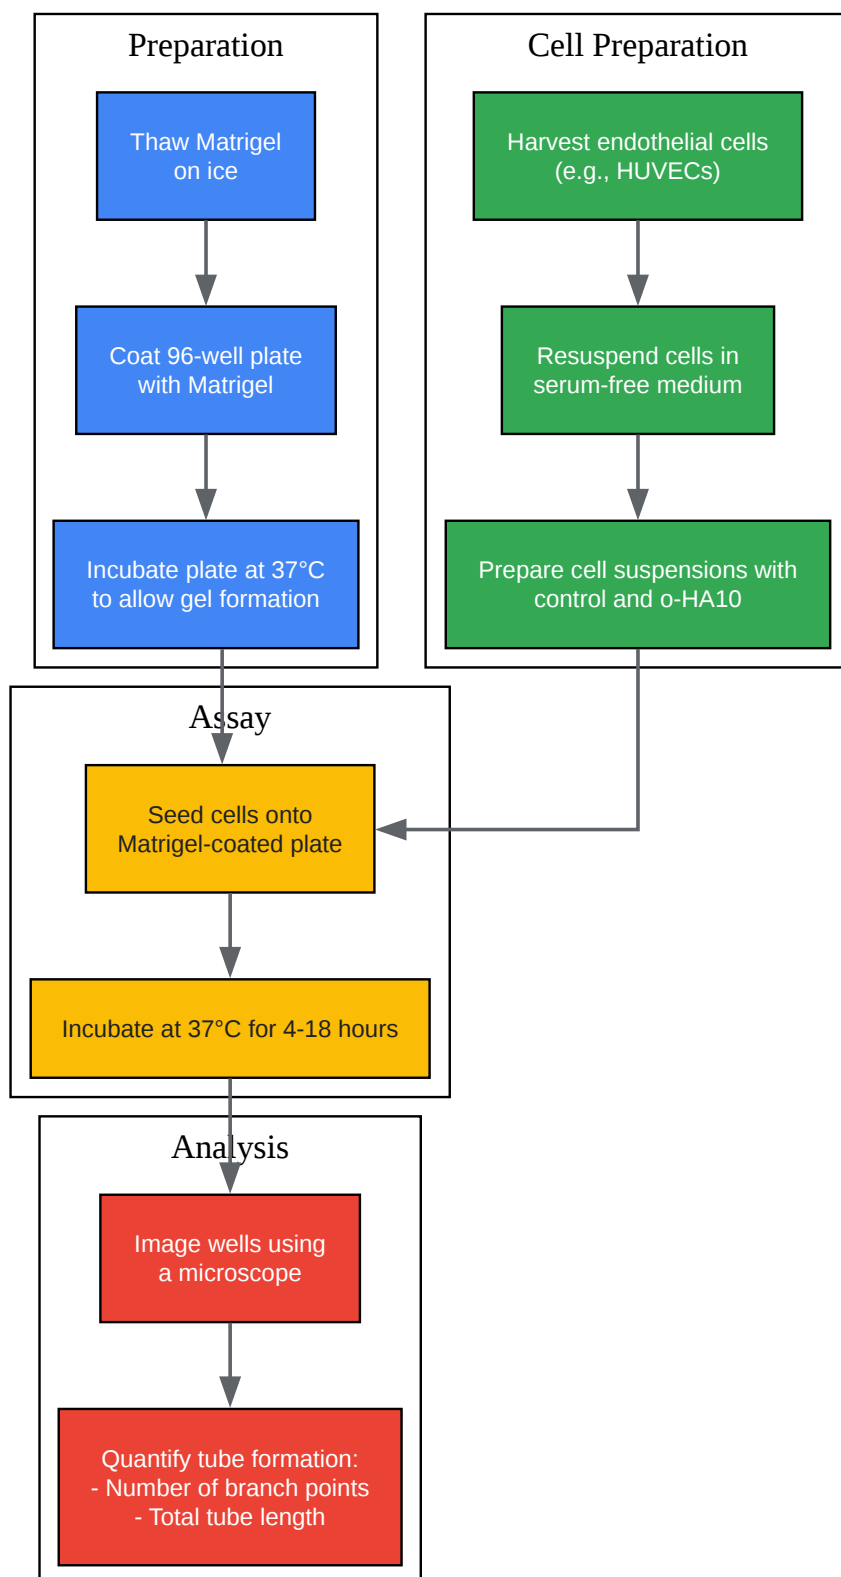 Preparation
Thaw Matrigel
on ice
Coat 96-well plate
with Matrigel
Incubate plate at 37°C
to allow gel formation
Cell Preparation
Harvest endothelial cells
(e.g., HUVECs)
Resuspend cells in
serum-free medium
Prepare cell suspensions with
control and o-HA10
Assay
Seed cells onto
Matrigel-coated plate
Incubate at 37°C for 4-18 hours
Analysis
Image wells using
a microscope
Quantify tube formation:
- Number of branch points
- Total tube length